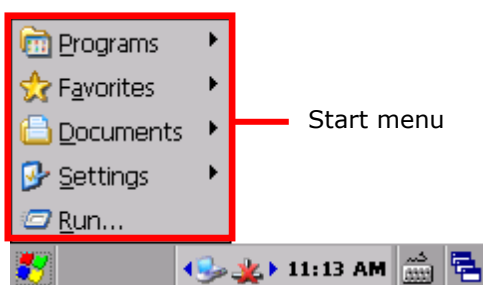 Programs
Favorites
Documents
Settings
Run...
Start menu
11:13 AM